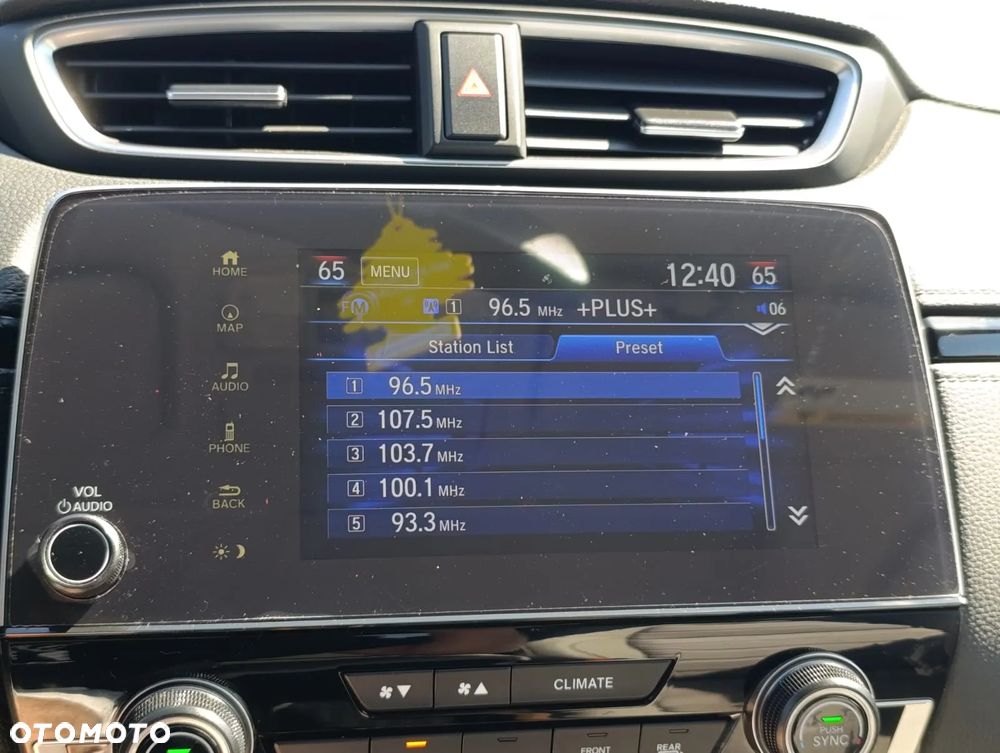 HOME
MAP
AUDIO
PHONE
BACK
VOL
AUDIO
65 MENU 12:40 65
FM 1 96.5 MHz +PLUS+ 06
Station List Preset
1 96.5 MHz
2 107.5 MHz
3 103.7 MHz
4 100.1 MHz
5 93.3 MHz
CLIMATE
PUSH
SYNC
FRONT
REAR
OTOMOTO